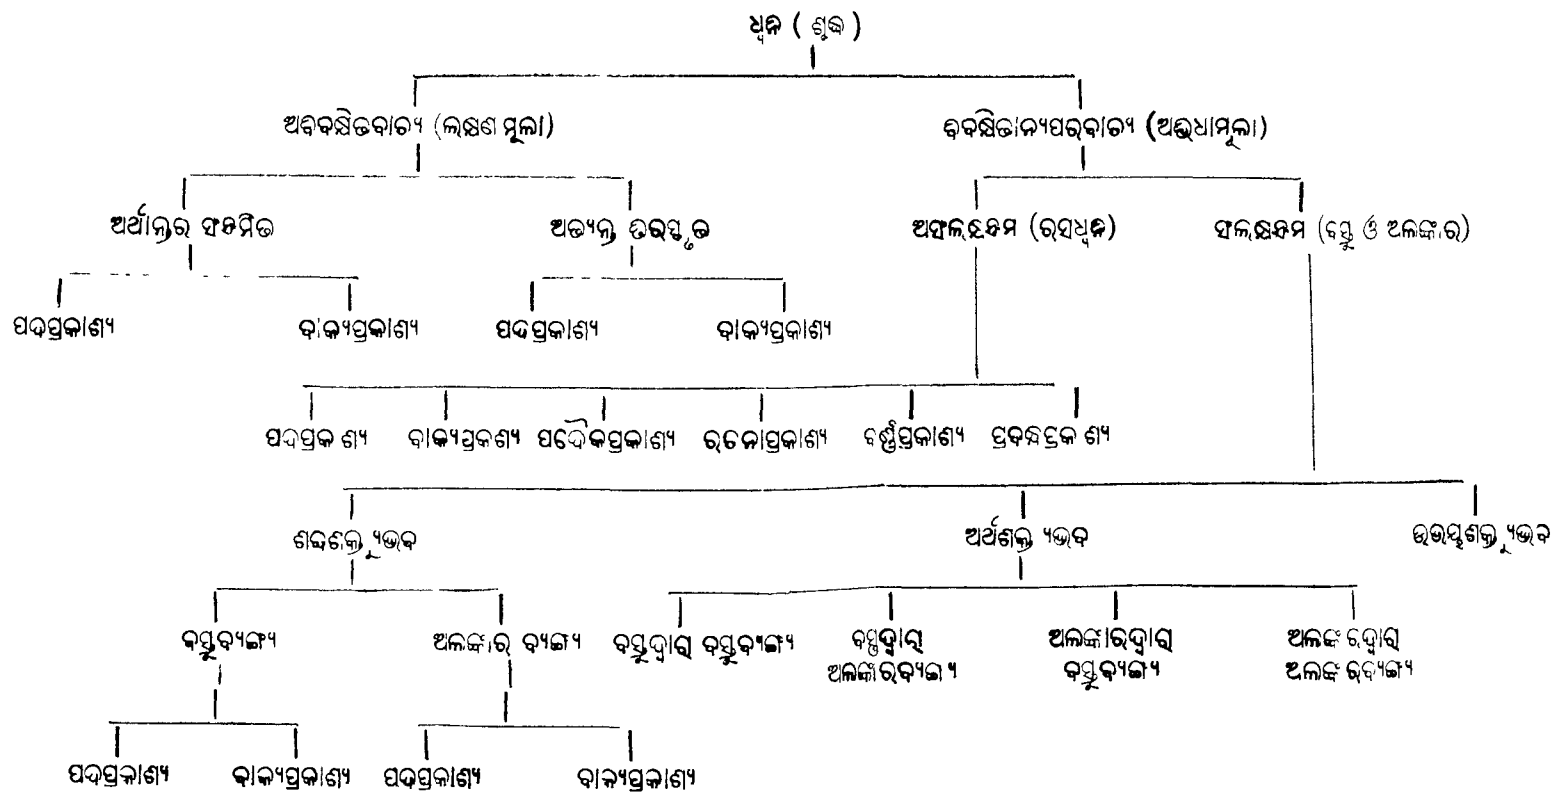 ଧ୍ୱନି ( ଶୁଦ୍ଧ )
ଅବିବକ୍ଷିତବାଚ୍ୟ (ଲକ୍ଷଣ ମୂଳା)
ବିବକ୍ଷିତାନ୍ୟପରବାଚ୍ୟ (ଅଭିଧାମୂଳା)
ଅର୍ଥାନ୍ତର ସଂକ୍ରମିତ
ଅତ୍ୟନ୍ତ ତିରସ୍କୃତ
ଅସଂଲକ୍ଷ୍ୟକ୍ରମ (ରସଧ୍ୱନି)
ସଂଲକ୍ଷ୍ୟକ୍ରମ (ବସ୍ତୁ ଓ ଅଳଙ୍କାର)
ପଦପ୍ରକାଶ୍ୟ
ବାକ୍ୟପ୍ରକାଶ୍ୟ
ପଦପ୍ରକାଶ୍ୟ
ବାକ୍ୟପ୍ରକାଶ୍ୟ
ପଦପ୍ରକାଶ୍ୟ
ବାକ୍ୟପ୍ରକାଶ୍ୟ
ପଦୈକପ୍ରକାଶ୍ୟ
ରଚନାପ୍ରକାଶ୍ୟ
ବର୍ଣ୍ଣପ୍ରକାଶ୍ୟ
ପ୍ରବନ୍ଧପ୍ରକାଶ୍ୟ
ଶବ୍ଦଶକ୍ତ୍ୟୁଦ୍ଭବ
ଅର୍ଥଶକ୍ତ୍ୟୁଦ୍ଭବ
ଉଭୟଶକ୍ତ୍ୟୁଦ୍ଭବ
ବସ୍ତୁବ୍ୟଙ୍ଗ୍ୟ
ଅଳଙ୍କାର ବ୍ୟଙ୍ଗ୍ୟ
ବସ୍ତୁଦ୍ୱାରା ବସ୍ତୁବ୍ୟଙ୍ଗ୍ୟ
ବସ୍ତୁଦ୍ୱାରା
ଅଳଙ୍କାରବ୍ୟଙ୍ଗ୍ୟ
ଅଳଙ୍କାରଦ୍ୱାରା
ବସ୍ତୁବ୍ୟଙ୍ଗ୍ୟ
ଅଳଙ୍କାରଦ୍ୱାରା
ଅଳଙ୍କାରବ୍ୟଙ୍ଗ୍ୟ
ପଦପ୍ରକାଶ୍ୟ
ବାକ୍ୟପ୍ରକାଶ୍ୟ
ପଦପ୍ରକାଶ୍ୟ
ବାକ୍ୟପ୍ରକାଶ୍ୟ